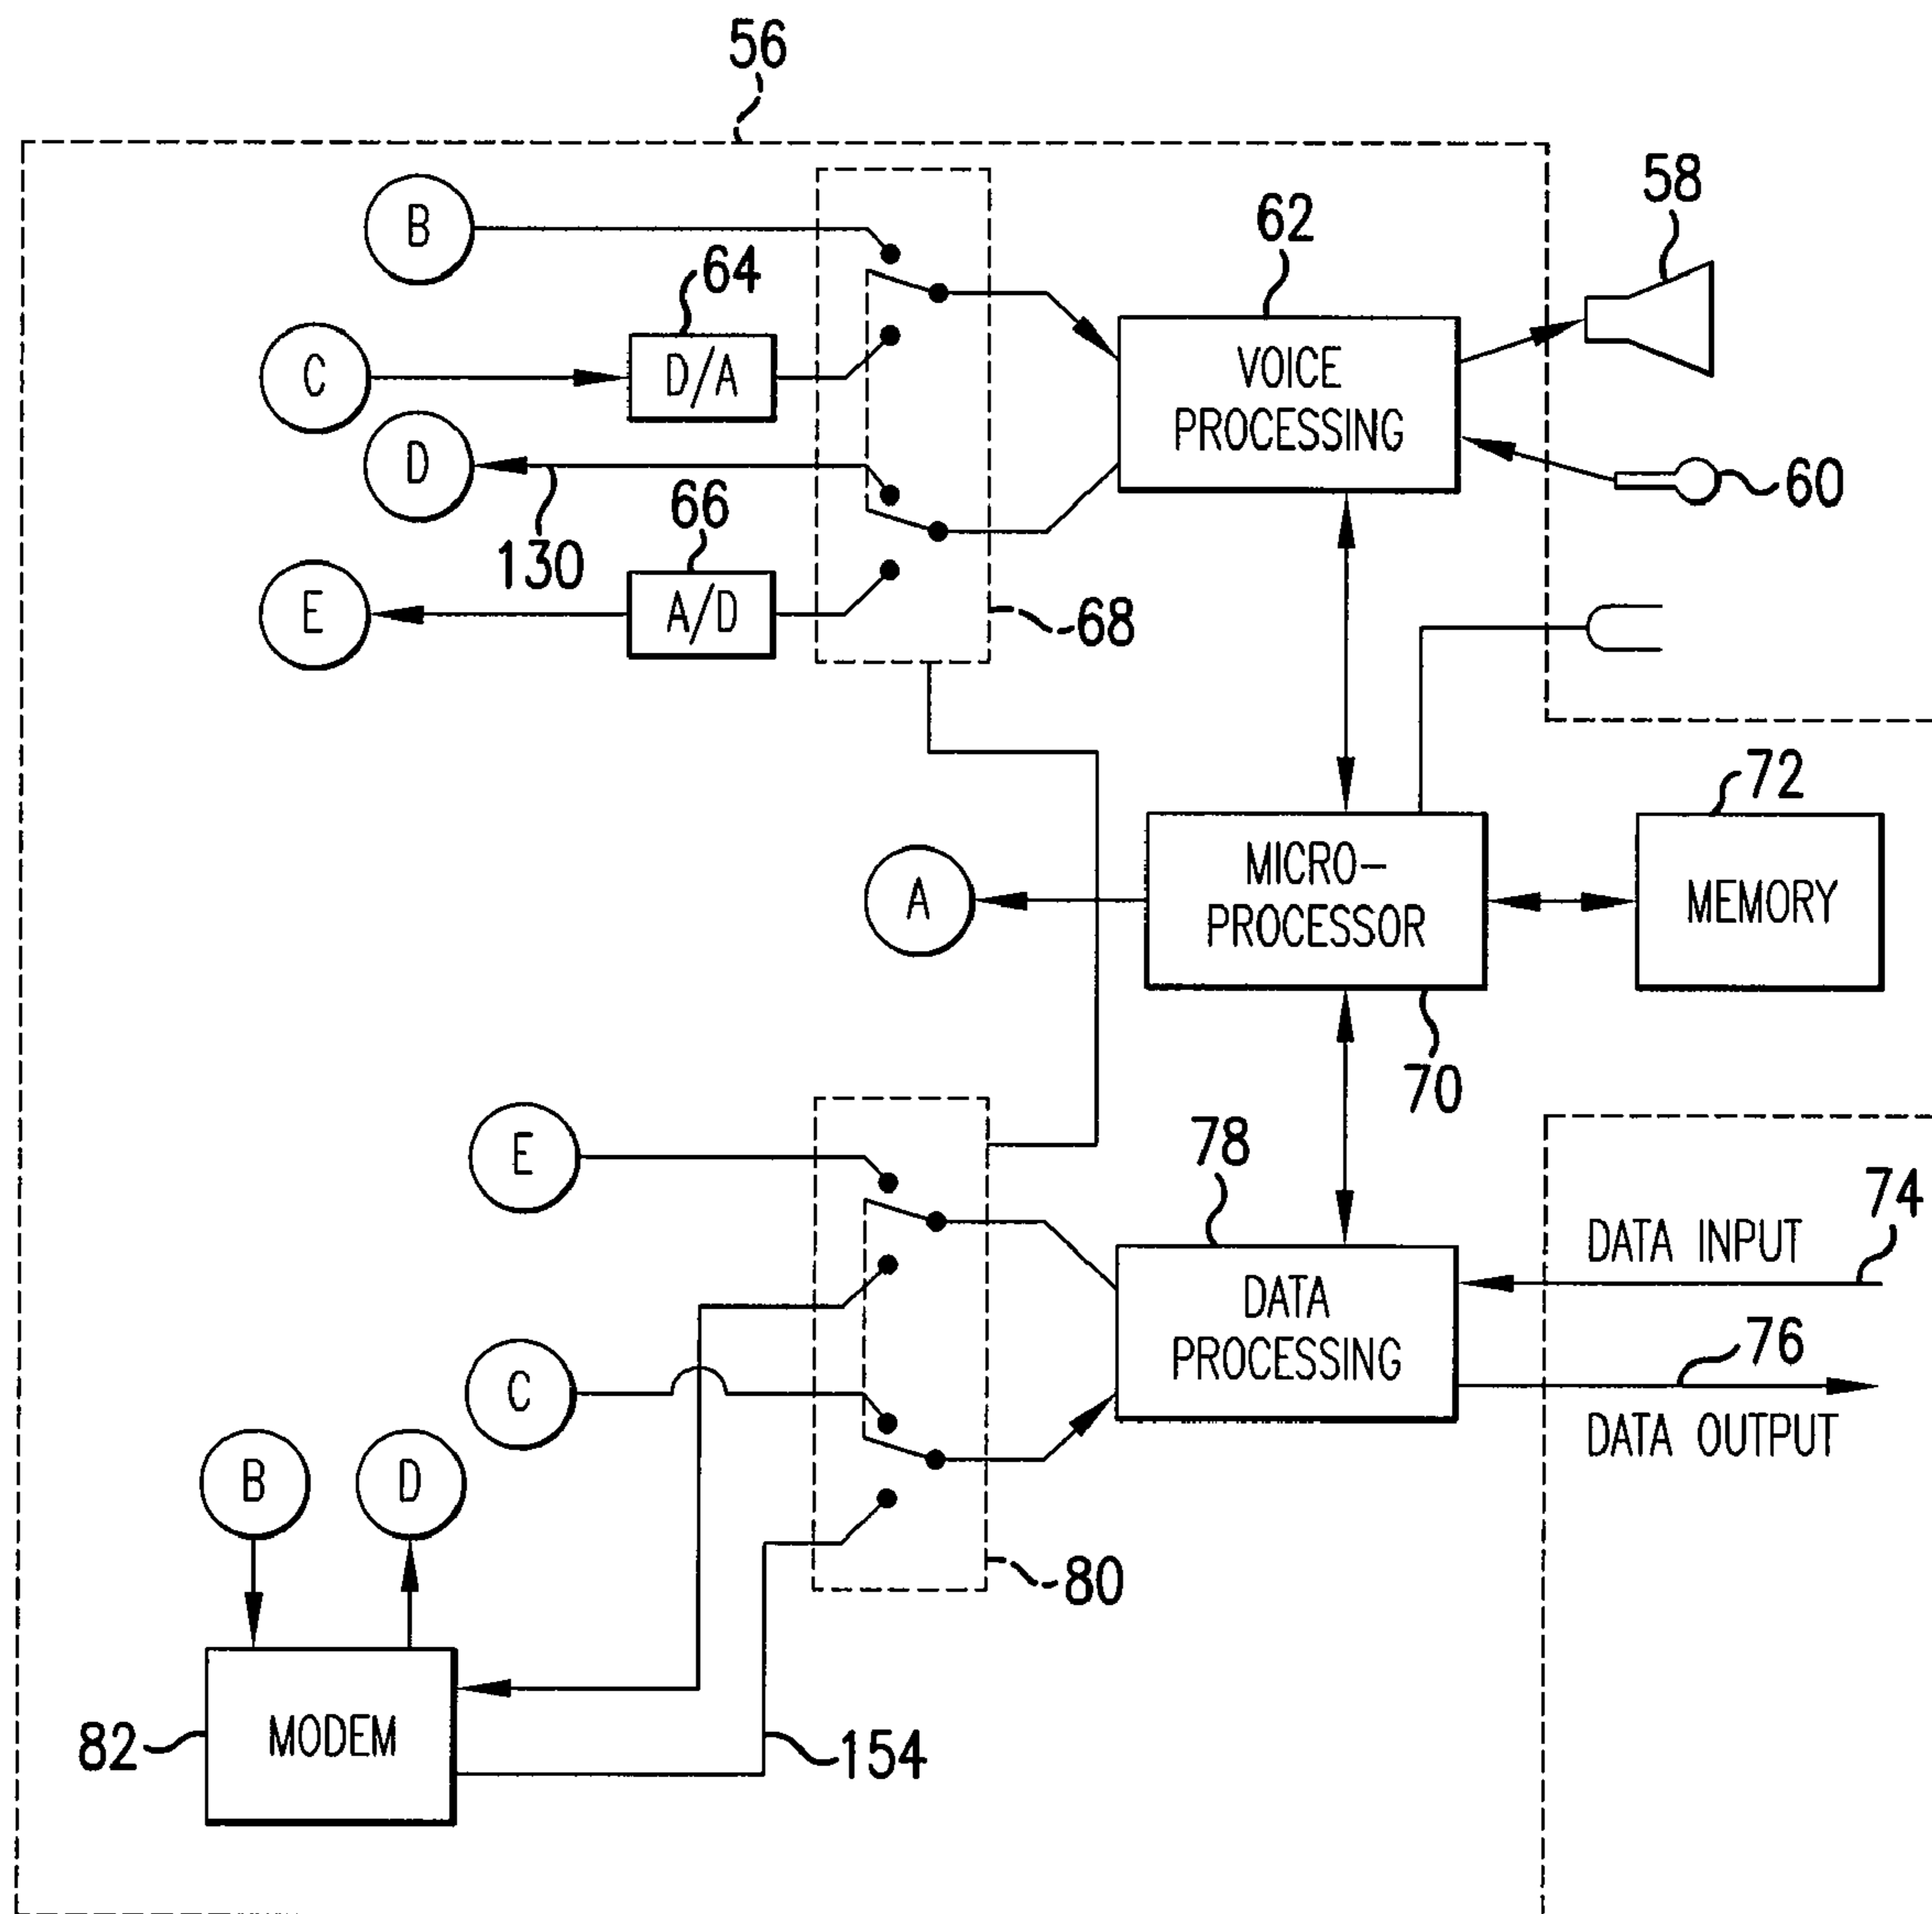 56
58
B
62
64
C
D/A
VOICE
PROCESSING
D
66
60
130
E
A/D
68
72
A
MICRO-
PROCESSOR
MEMORY
70
E
78
74
DATA INPUT
DATA
PROCESSING
76
C
DATA OUTPUT
B
D
80
82
MODEM
154